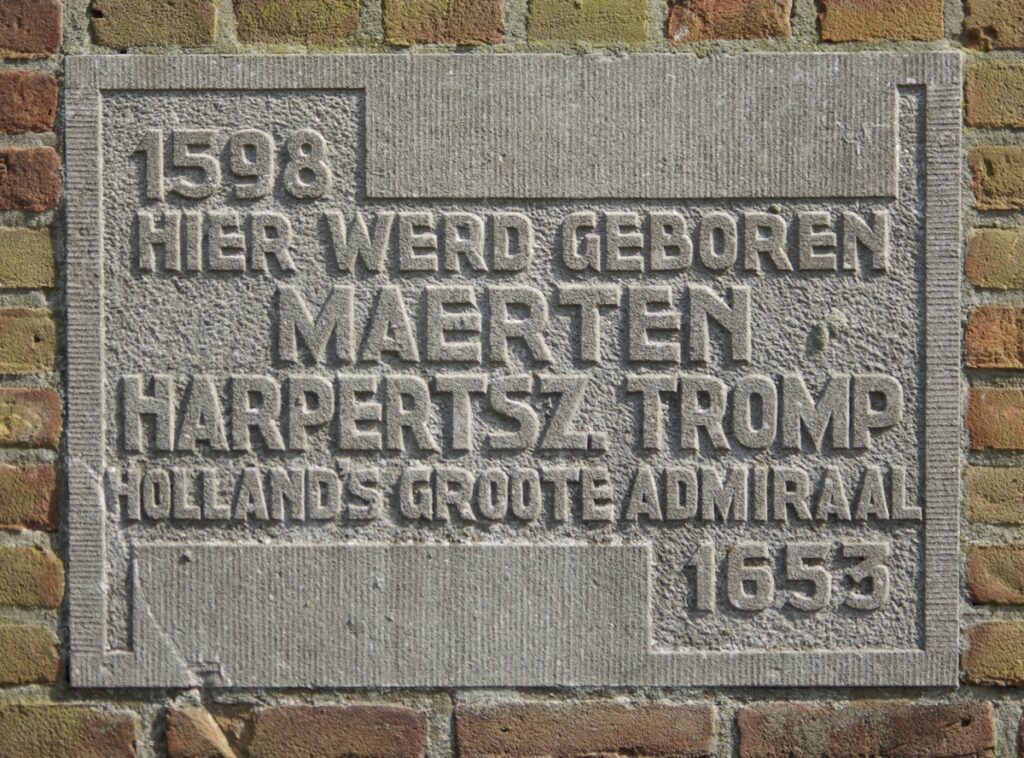 1598
HIER WERD GEBOREN
MAERTEN
HARPERTSZ. TROMP
HOLLANDS GROOTE ADMIRAAL
1653